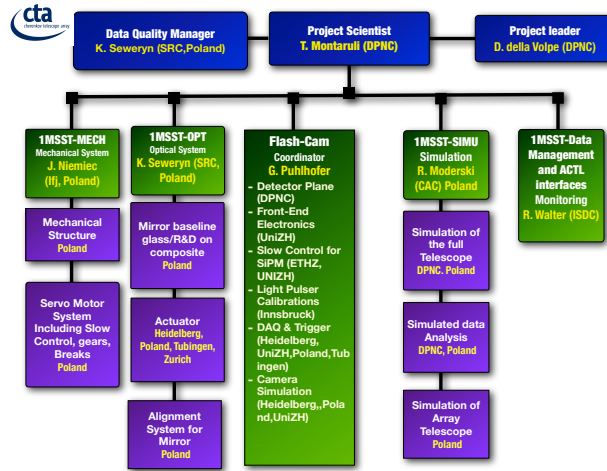 cta
cherenkov telescope array
Data Quality Manager
K. Seweryn (SRC,Poland)
Project Scientist
T. Montaruli (DPNC)
Project leader
D. della Volpe (DPNC)
1MSST-MECH
Mechanical System
J. Niemiec
(Ifj, Poland)
Mechanical
Structure
Poland
Servo Motor
System
Including Slow
Control, gears,
Breaks
Poland
1MSST-OPT
Optical System
K. Seweryn (SRC,
Poland)
Mirror baseline
glass/R&D on
composite
Poland
Actuator
Heidelberg,
Poland, Tubingen,
Zurich
Alignment
System for
Mirror
Poland
Flash-Cam
Coordinator
G. Puhlhofer
- Detector Plane
(DPNC)
- Front-End
Electronics
(UniZH)
- Slow Control for
SiPM (ETHZ,
UNIZH)
- Light Pulser
Calibrations
(Innsbruck)
- DAQ & Trigger
(Heidelberg,
UniZH,Poland,Tub
ingen)
- Camera
Simulation
(Heidelberg,,Pola
nd,UniZH)
1MSST-SIMU
Simulation
R. Moderski
(CAC) Poland
Simulation of
the full
Telescope
DPNC. Poland
Simulated data
Analysis
DPNC, Poland
Simulation of
Array
Telescope
Poland
1MSST-Data
Management
and ACTL
interfaces
Monitoring
R. Walter (ISDC)